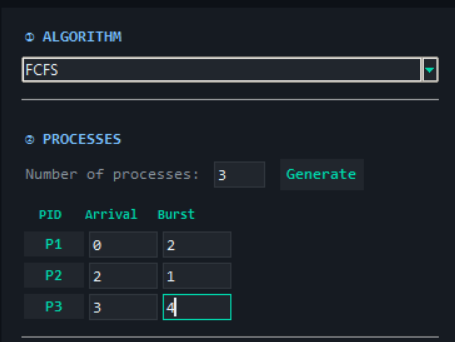 ① ALGORITHM
FCFS
② PROCESSES
Number of processes: 3 Generate
PID Arrival Burst
P1 0 2
P2 2 1
P3 3 4